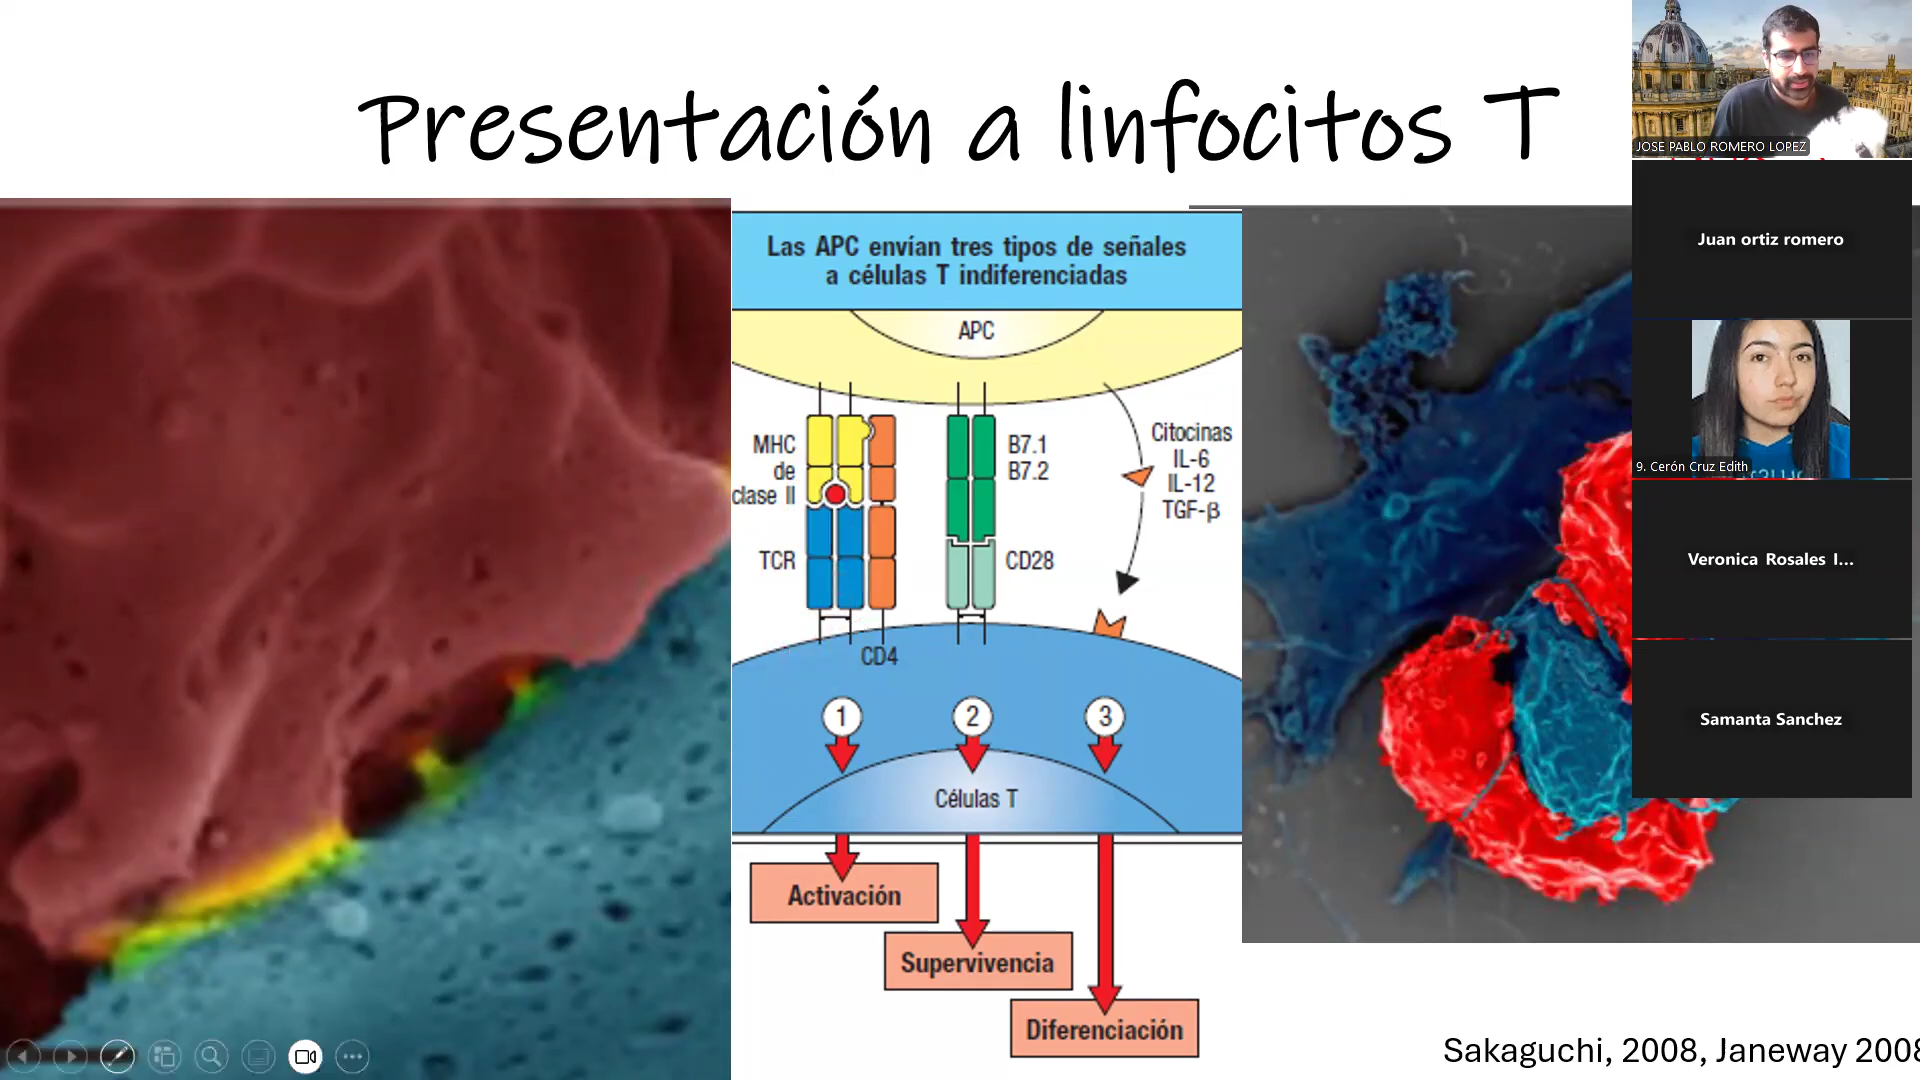 Presentación a linfocitos T
Las APC envían tres tipos de señales
a células T indiferenciadas
APC
MHC
de
clase II
TCR
CD4
B7.1
B7.2
CD28
Citocinas
IL-6
IL-12
TGF-β
1
2
3
Células T
Activación
Supervivencia
Diferenciación
Sakaguchi, 2008, Janeway 2008
JOSE PABLO ROMERO LOPEZ
Juan ortiz romero
9. Cerón Cruz Edith
Veronica Rosales I...
Samanta Sanchez